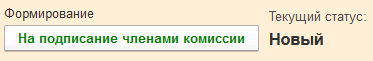 Формирование
На подписание членами комиссии
Текущий статус:
Новый